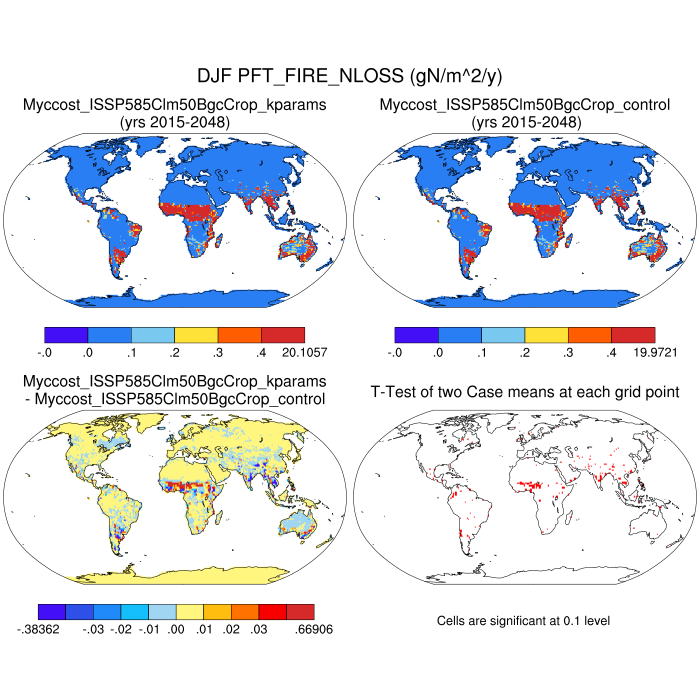 DJF PFT_FIRE_NLOSS (gN/m^2/y)
Myccost_ISSP585Clm50BgcCrop_kparams
(yrs 2015-2048)
Myccost_ISSP585Clm50BgcCrop_control
(yrs 2015-2048)
-.0 .0 .1 .2 .3 .4 20.1057
-.0 .0 .1 .2 .3 .4 19.9721
Myccost_ISSP585Clm50BgcCrop_kparams
- Myccost_ISSP585Clm50BgcCrop_control
T-Test of two Case means at each grid point
-.38362 -.03 -.02 -.01 .00 .01 .02 .03 .66906
Cells are significant at 0.1 level